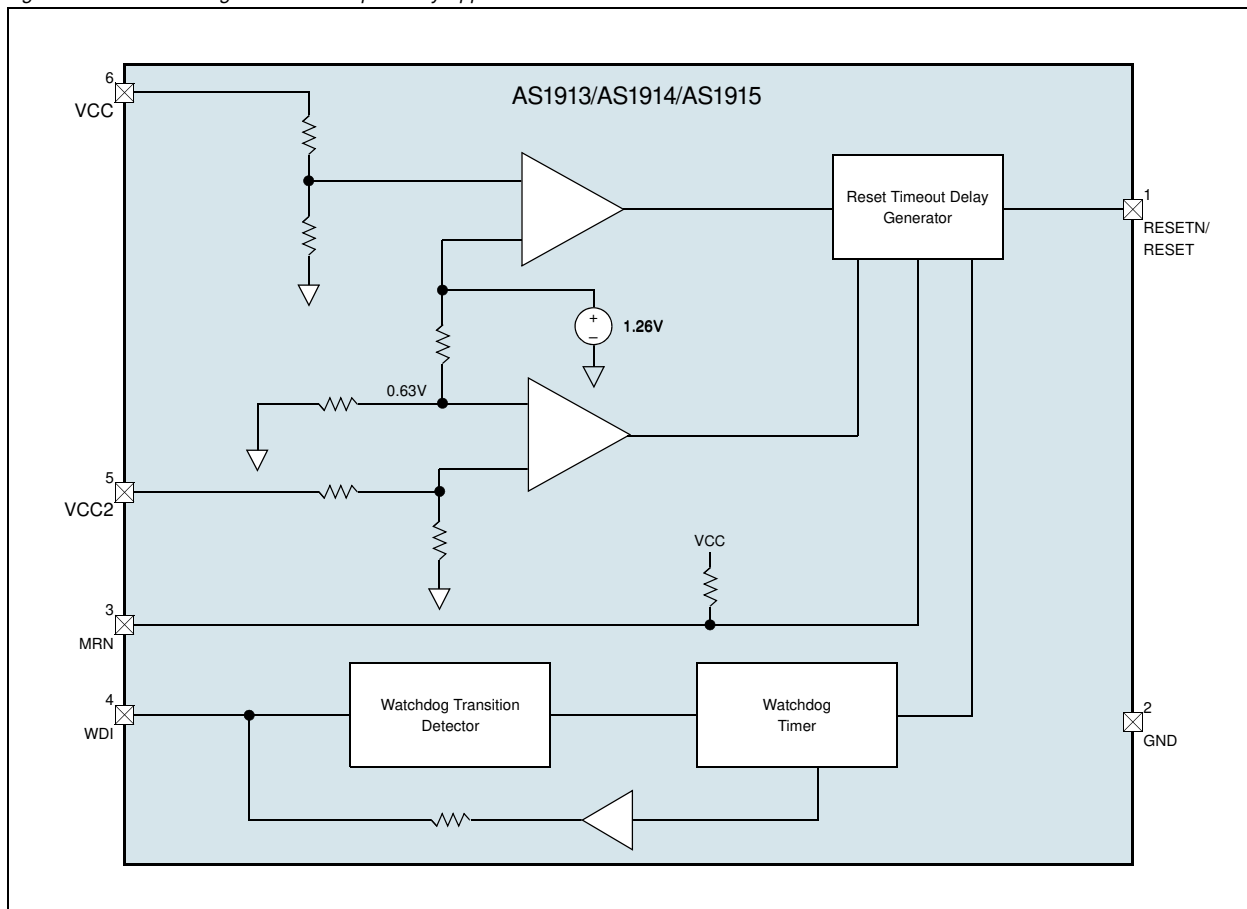 6
VCC
AS1913/AS1914/AS1915
Reset Timeout Delay
Generator
1
RESETN/
RESET
+
–
1.26V
0.63V
5
VCC2
VCC
3
MRN
4
WDI
Watchdog Transition
Detector
Watchdog
Timer
2
GND